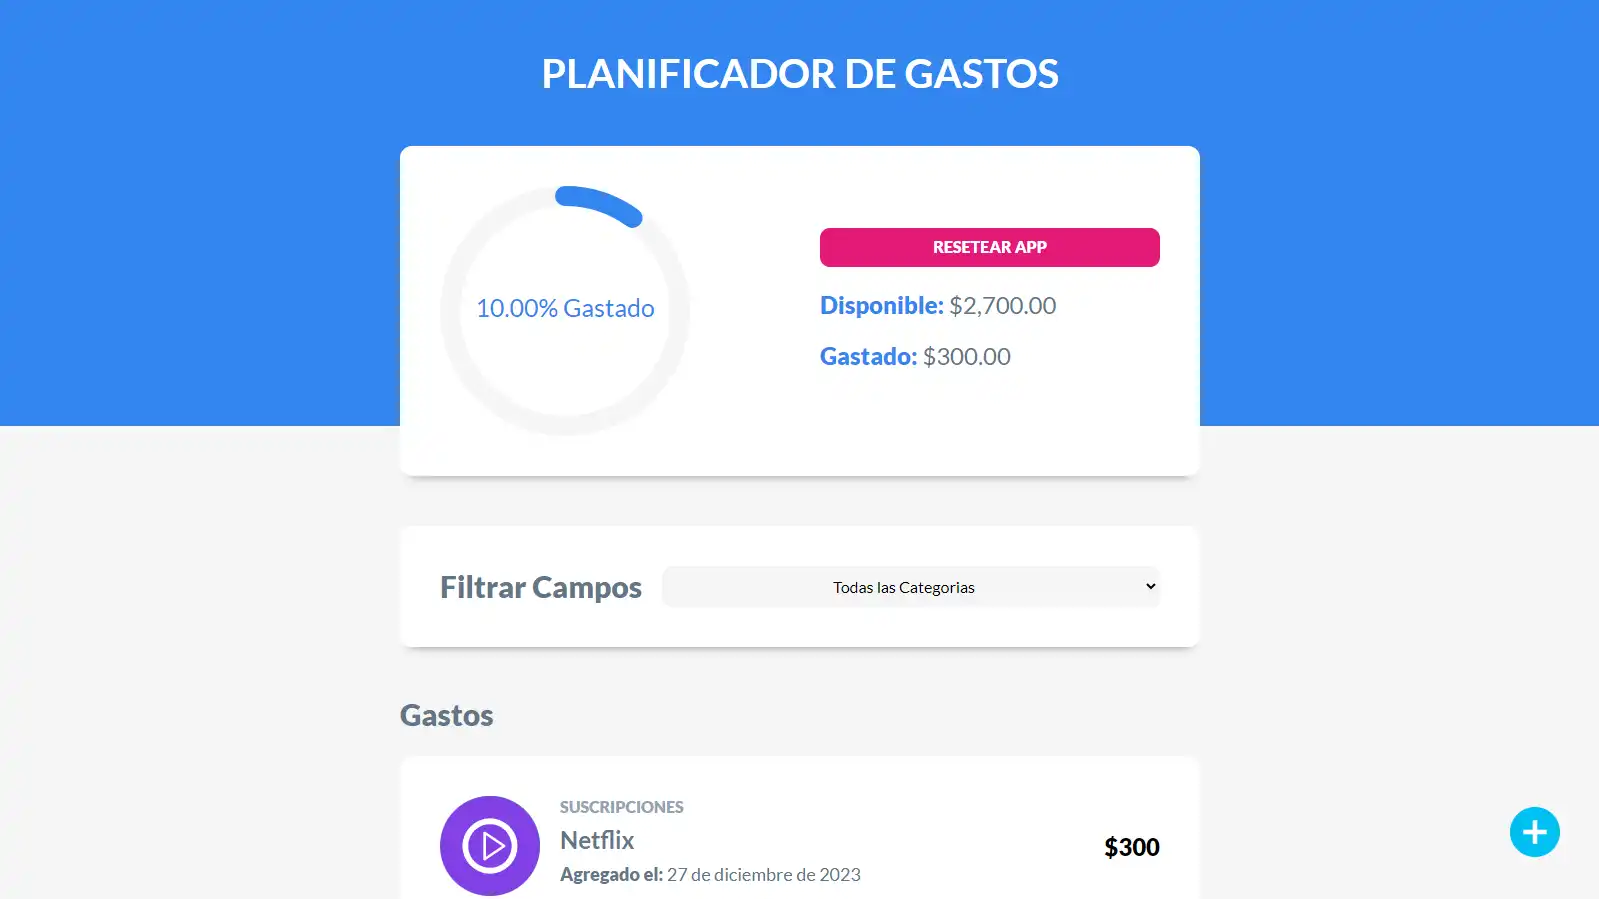 PLANIFICADOR DE GASTOS
10.00% Gastado
RESETEAR APP
Disponible: $2,700.00
Gastado: $300.00
Filtrar Campos
Todas las Categorias
Gastos
SUSCRIPCIONES
Netflix
$300
Agregado el: 27 de diciembre de 2023